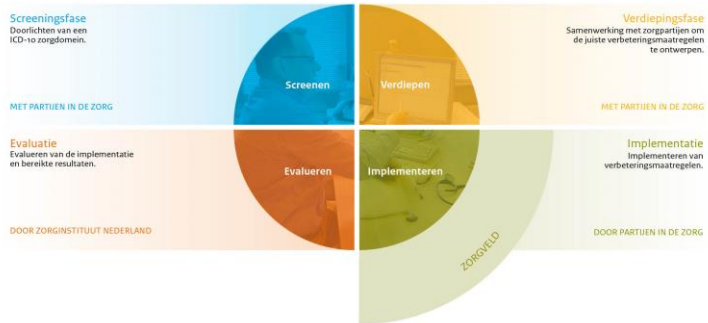 Screeningsfase
Doorlichten van een
ICD-10 zorgdomein.
MET PARTIJEN IN DE ZORG
Screenen
Verdiepen
Verdiepingsfase
Samenwerking met zorgpartijen om
de juiste verbeteringsmaatregelen
te ontwerpen.
MET PARTIJEN IN DE ZORG
Evaluatie
Evalueren van de implementatie
en bereikte resultaten.
DOOR ZORGINSTITUUT NEDERLAND
Evalueren
Implementeren
Implementatie
Implementeren van
verbeteringsmaatregelen.
DOOR PARTIJEN IN DE ZORG
ZORGVELD